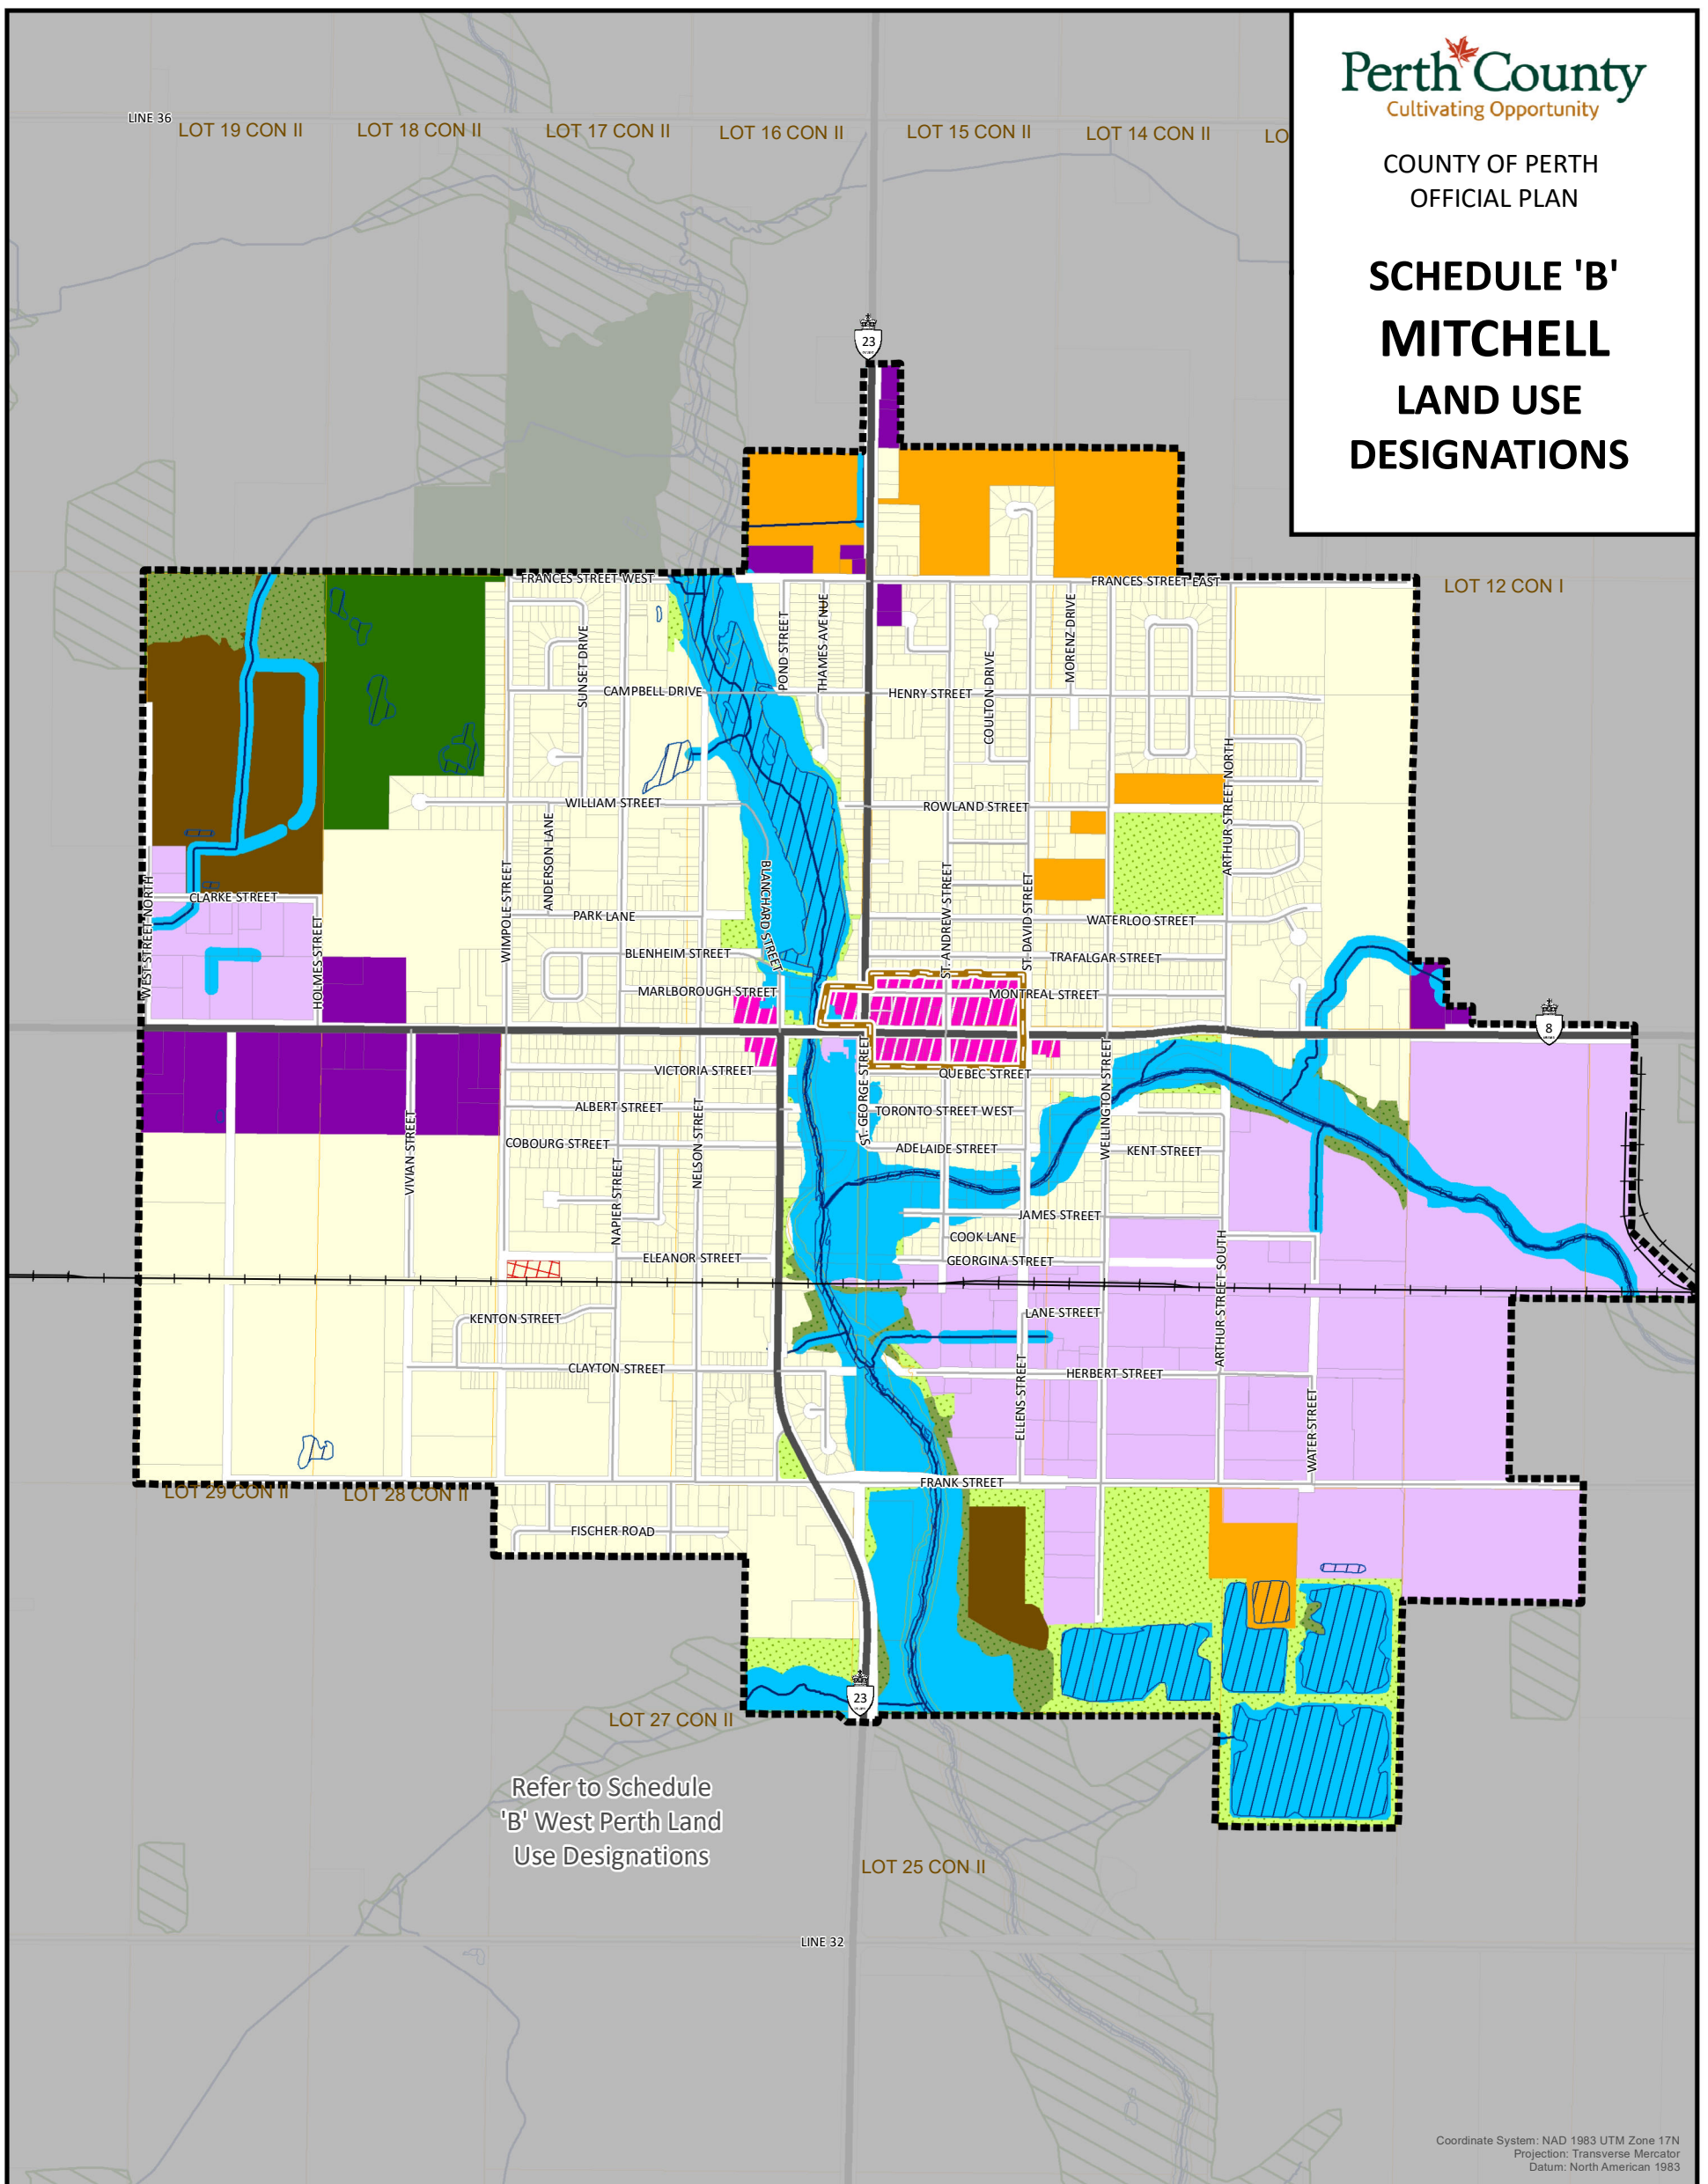 Perth County
Cultivating Opportunity
COUNTY OF PERTH
OFFICIAL PLAN
SCHEDULE 'B'
MITCHELL
LAND USE
DESIGNATIONS
LINE 36
LOT 19 CON II
LOT 18 CON II
LOT 17 CON II
LOT 16 CON II
LOT 15 CON II
LOT 14 CON II
LO
23
FRANCES STREET WEST
FRANCES STREET EAST
LOT 12 CON I
SUNSET DRIVE
POND STREET
THAMES AVENUE
COULTON DRIVE
MORENZ DRIVE
CAMPBELL DRIVE
HENRY STREET
ARTHUR STREET NORTH
WILLIAM STREET
ROWLAND STREET
ANDERSON LANE
WIMPOLE STREET
BLANCHARD STREET
ST. ANDREW STREET
ST. DAVID STREET
WEST STREET NORTH
CLARKE STREET
HOLMES STREET
PARK LANE
WATERLOO STREET
BLENHEIM STREET
TRAFALGAR STREET
MARLBOROUGH STREET
MONTREAL STREET
8
ST. GEORGE STREET
VICTORIA STREET
QUEBEC STREET
WELLINGTON STREET
ALBERT STREET
TORONTO STREET WEST
VIVIAN STREET
COBOURG STREET
NELSON STREET
ADELAIDE STREET
KENT STREET
NAPIER STREET
JAMES STREET
COOK LANE
ELEANOR STREET
GEORGINA STREET
ARTHUR STREET SOUTH
KENTON STREET
LANE STREET
CLAYTON STREET
HERBERT STREET
ELLENS STREET
WATER STREET
FRANK STREET
LOT 29 CON II
LOT 28 CON II
FISCHER ROAD
23
LOT 27 CON II
Refer to Schedule
'B' West Perth Land
Use Designations
LOT 25 CON II
LINE 32
Coordinate System: NAD 1983 UTM Zone 17N
Projection: Transverse Mercator
Datum: North American 1983